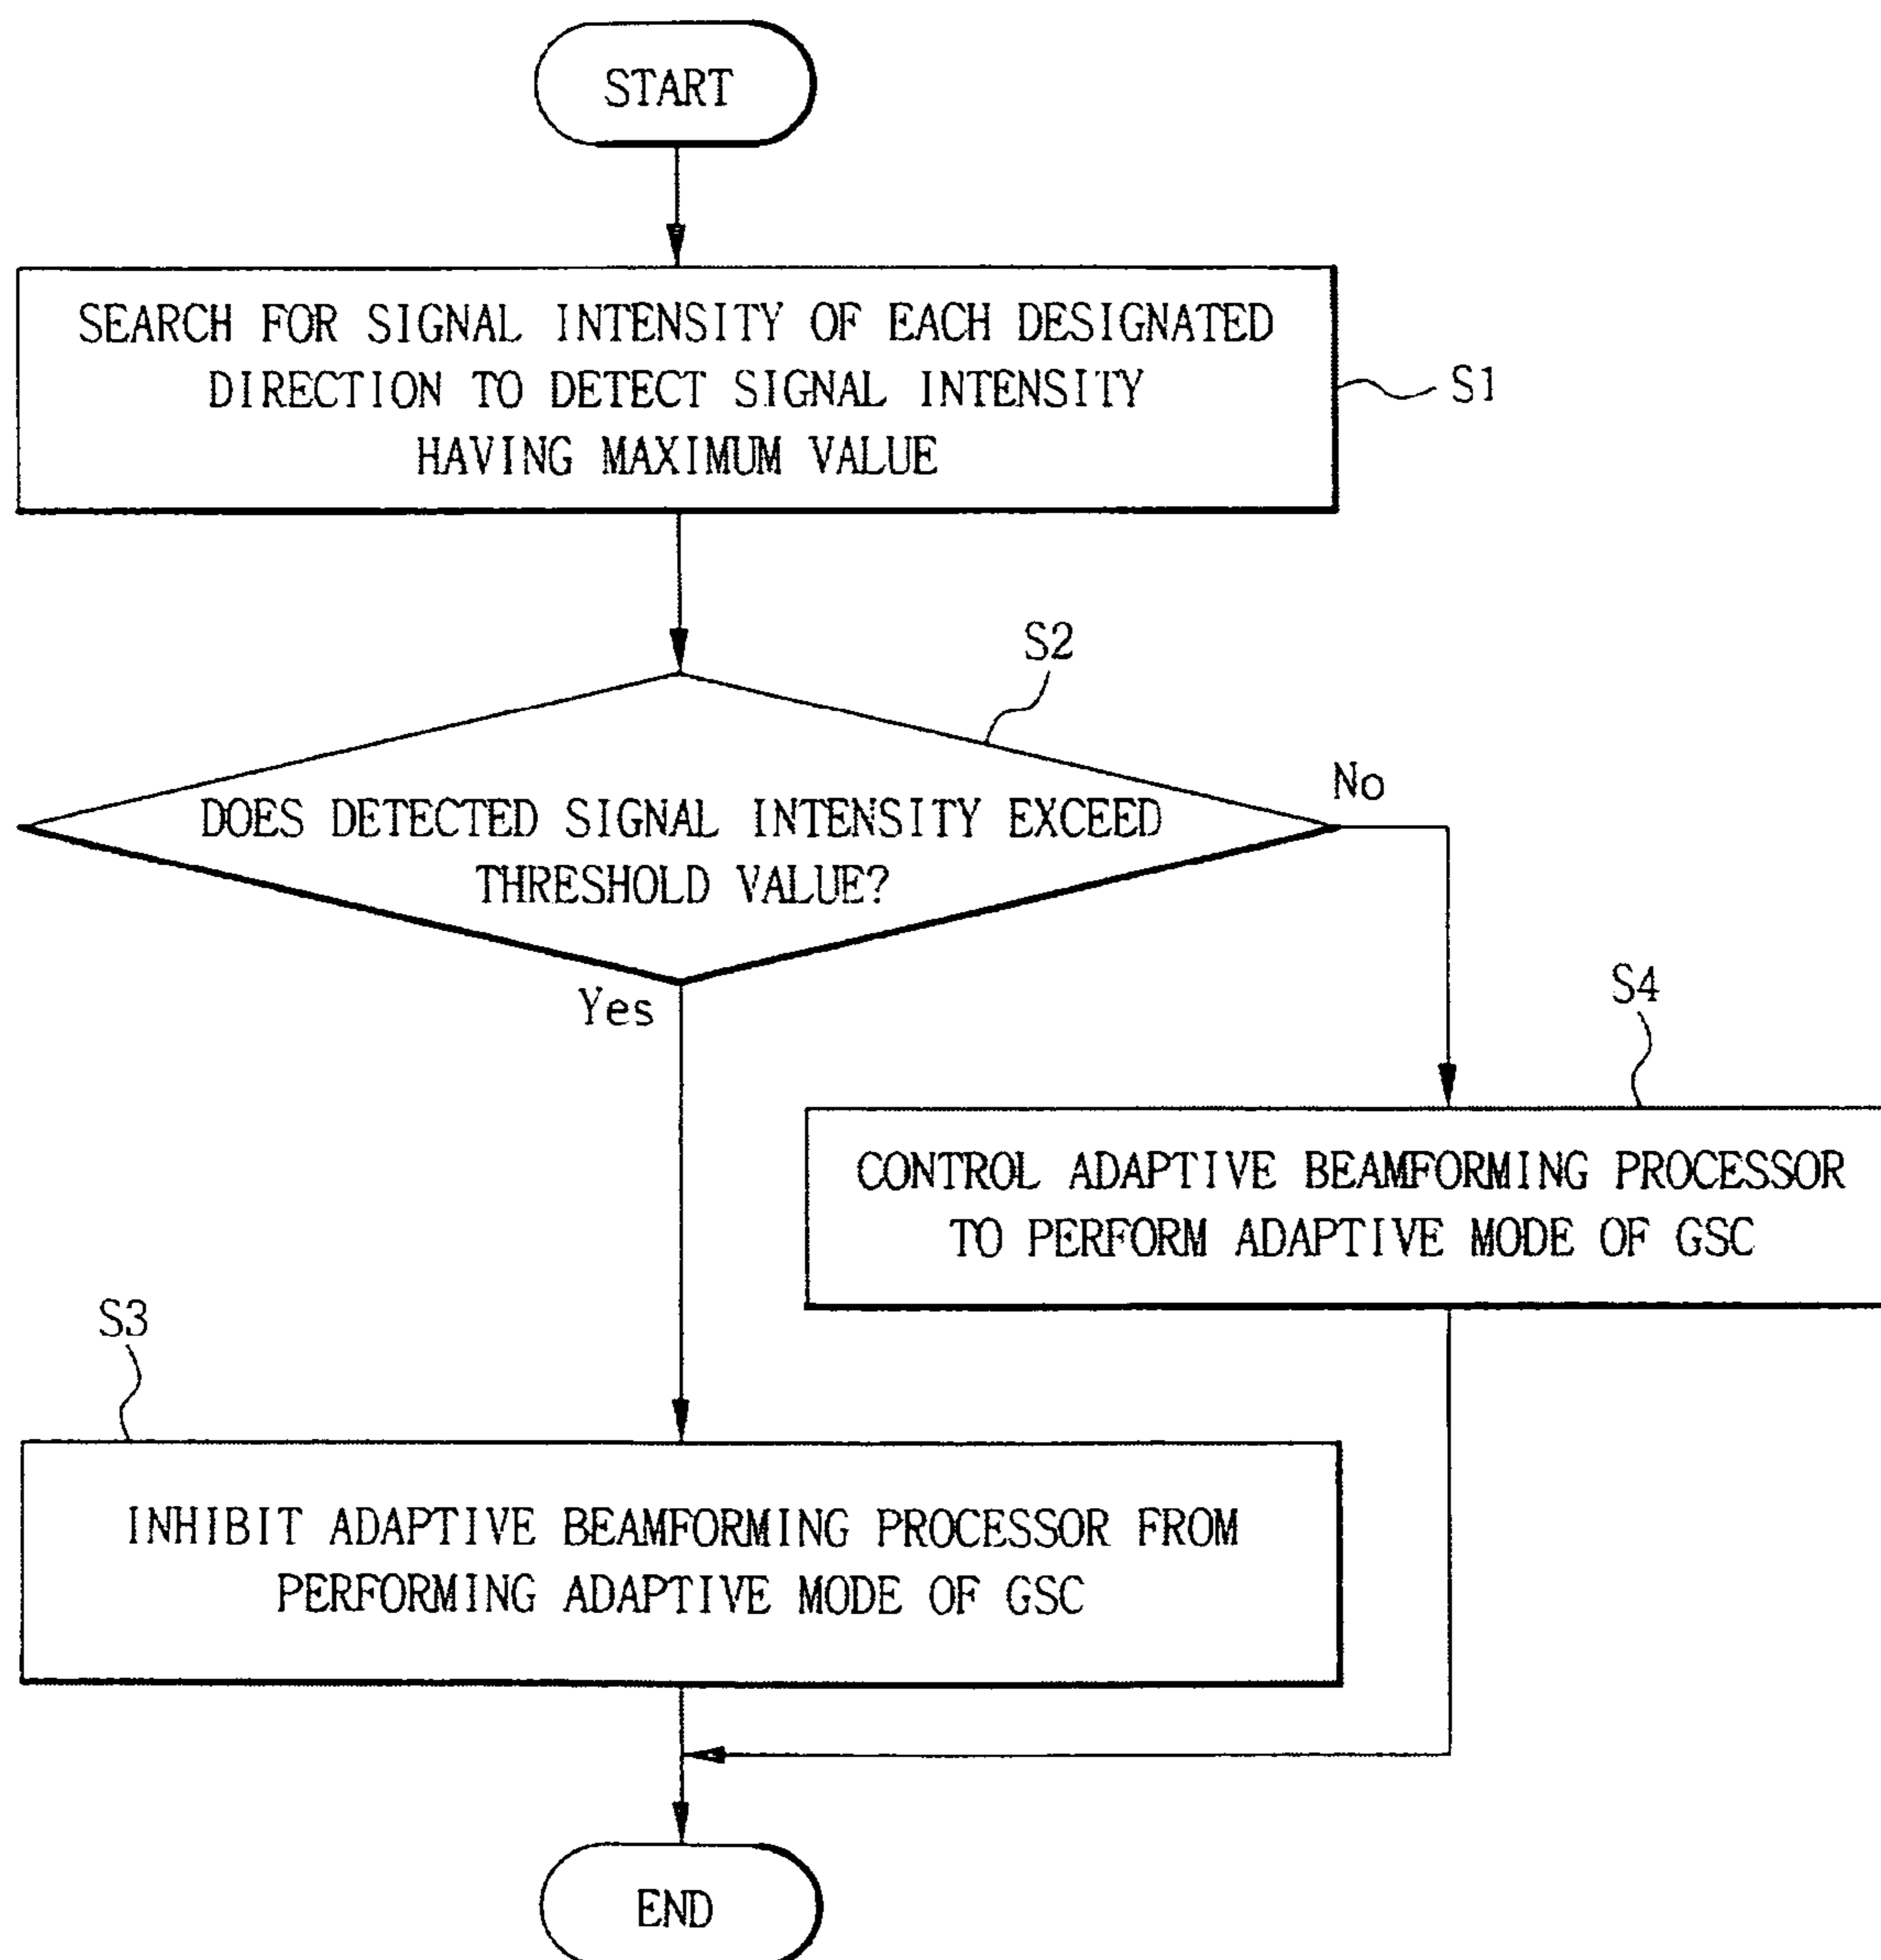 START
SEARCH FOR SIGNAL INTENSITY OF EACH DESIGNATED
DIRECTION TO DETECT SIGNAL INTENSITY
HAVING MAXIMUM VALUE
S1
S2
DOES DETECTED SIGNAL INTENSITY EXCEED
THRESHOLD VALUE?
No
Yes
S4
CONTROL ADAPTIVE BEAMFORMING PROCESSOR
TO PERFORM ADAPTIVE MODE OF GSC
S3
INHIBIT ADAPTIVE BEAMFORMING PROCESSOR FROM
PERFORMING ADAPTIVE MODE OF GSC
END